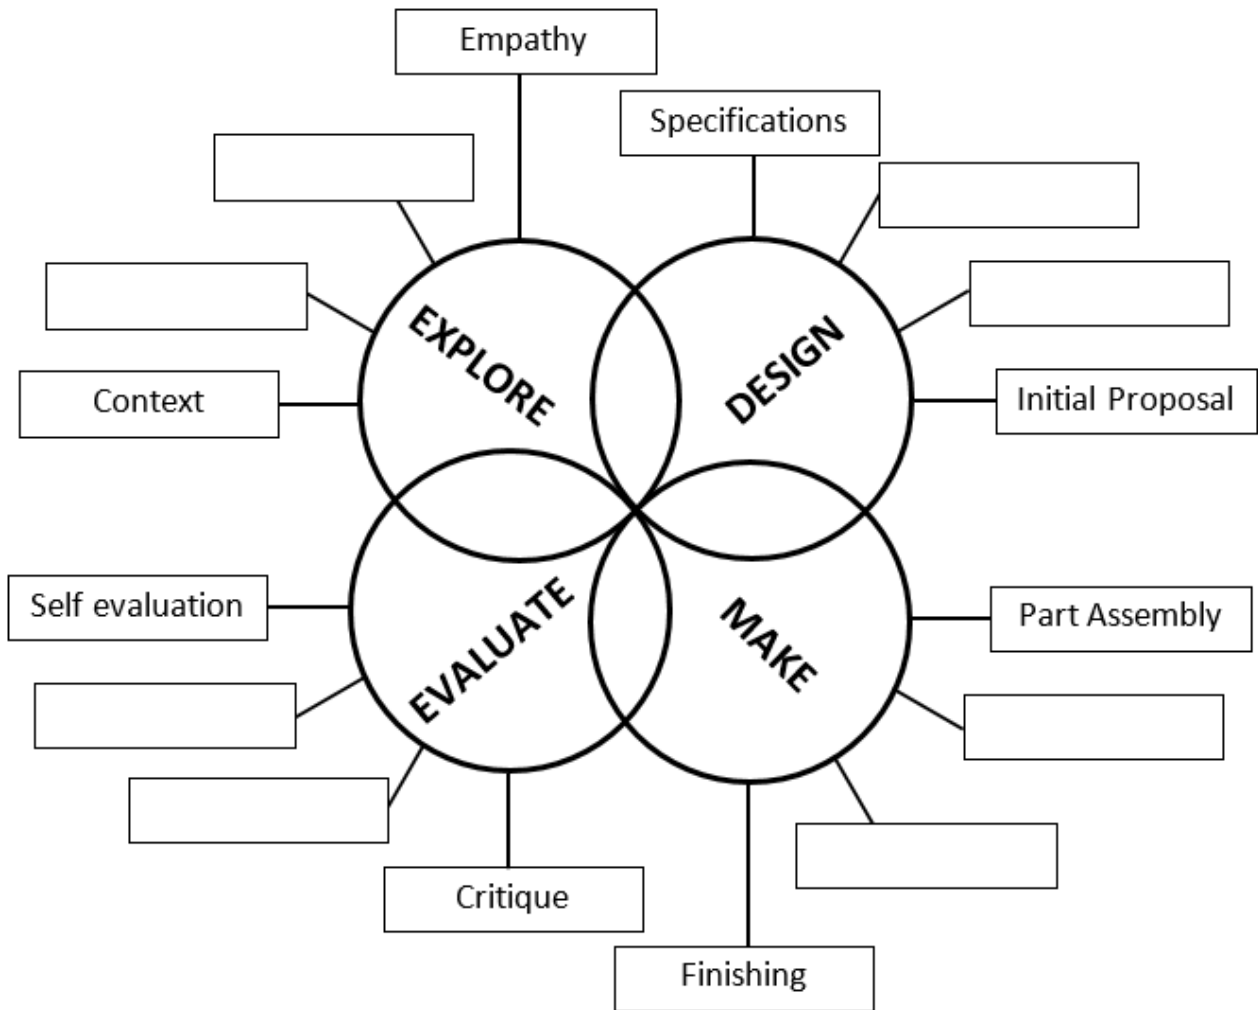 Empathy
Specifications
EXPLORE
DESIGN
Context
Initial Proposal
Self evaluation
Part Assembly
EVALUATE
MAKE
Critique
Finishing